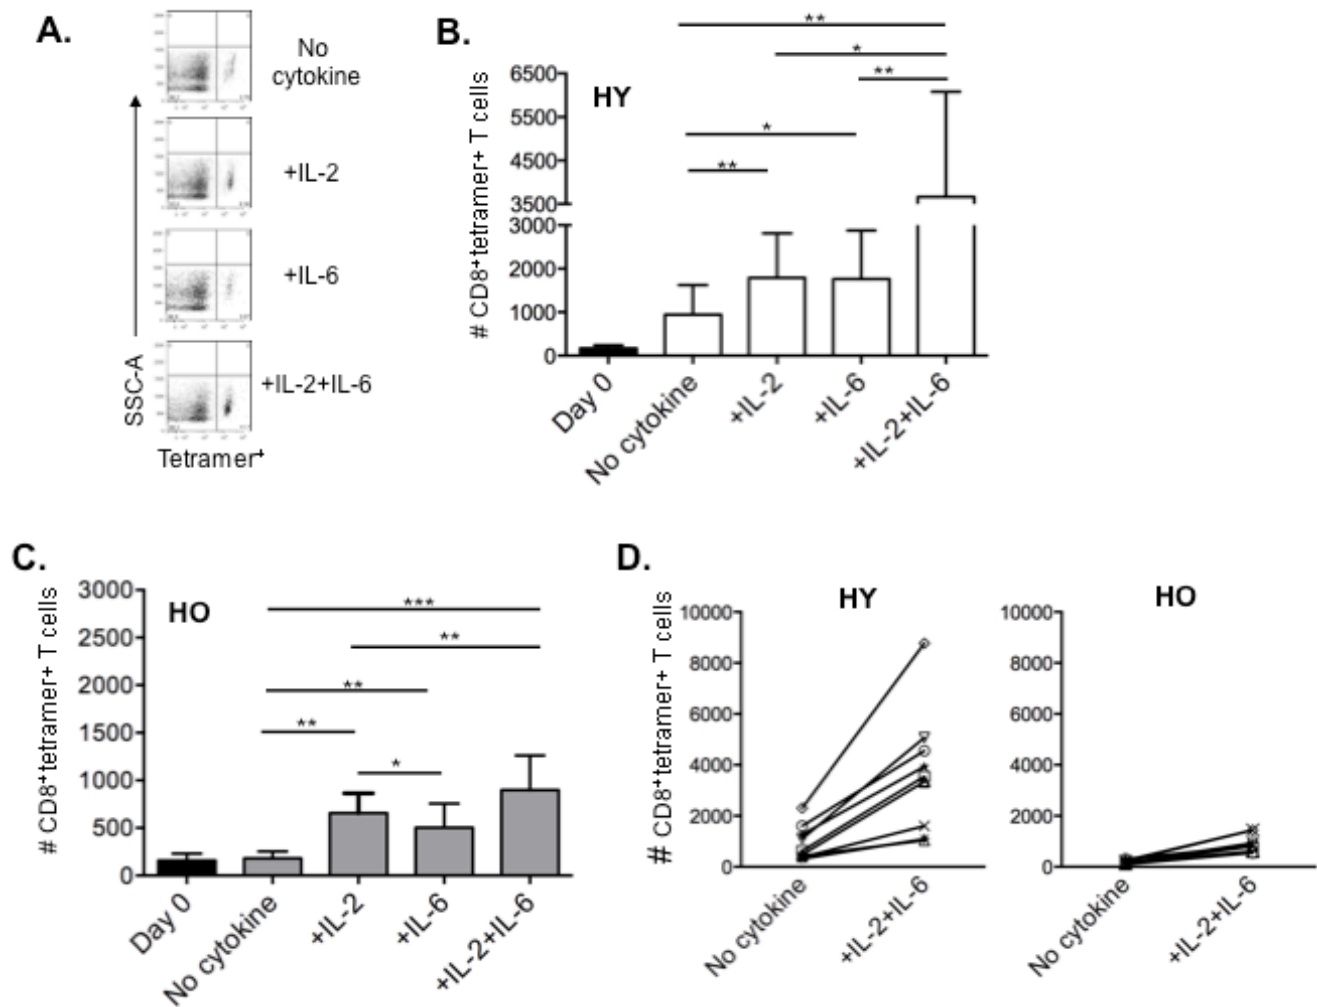 A.
No
cytokine
+IL-2
+IL-6
+IL-2+IL-6
SSC-A
Tetramer+
B.
HY
# CD8+tetramer+ T cells
6500
5500
4500
3500
3000
2000
1000
0
**
*
**
*
**
Day 0
No cytokine
+IL-2
+IL-6
+IL-2+IL-6
C.
HO
# CD8+tetramer+ T cells
3000
2500
2000
1500
1000
500
0
***
**
**
**
*
Day 0
No cytokine
+IL-2
+IL-6
+IL-2+IL-6
D.
HY
# CD8+tetramer+ T cells
10000
8000
6000
4000
2000
0
No cytokine
+IL-2+IL-6
HO
10000
8000
6000
4000
2000
0
No cytokine
+IL-2+IL-6